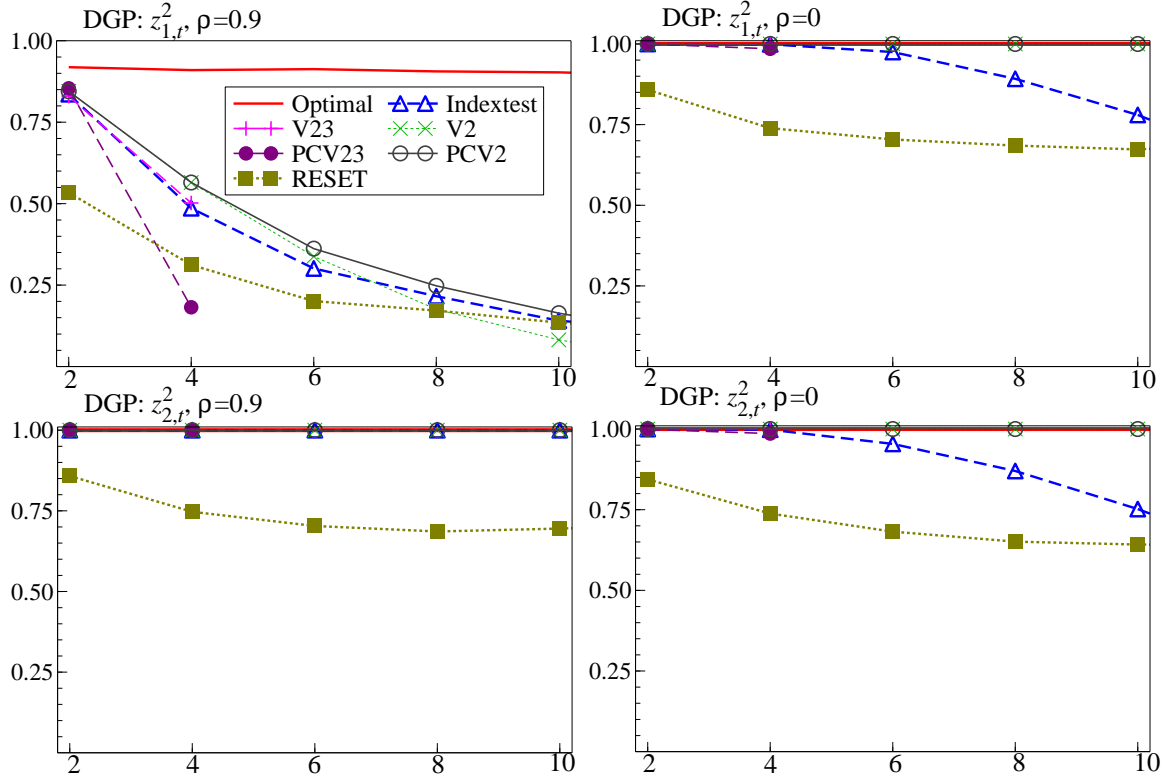 DGP: z²₁,ₜ, ρ=0.9
1.00
0.75
0.50
0.25
2 4 6 8 10
Optimal Indextest
V23 V2
PCV23 PCV2
RESET
DGP: z²₁,ₜ, ρ=0
1.00
0.75
0.50
0.25
2 4 6 8 10
DGP: z²₂,ₜ, ρ=0.9
1.00
0.75
0.50
0.25
2 4 6 8 10
DGP: z²₂,ₜ, ρ=0
1.00
0.75
0.50
0.25
2 4 6 8 10